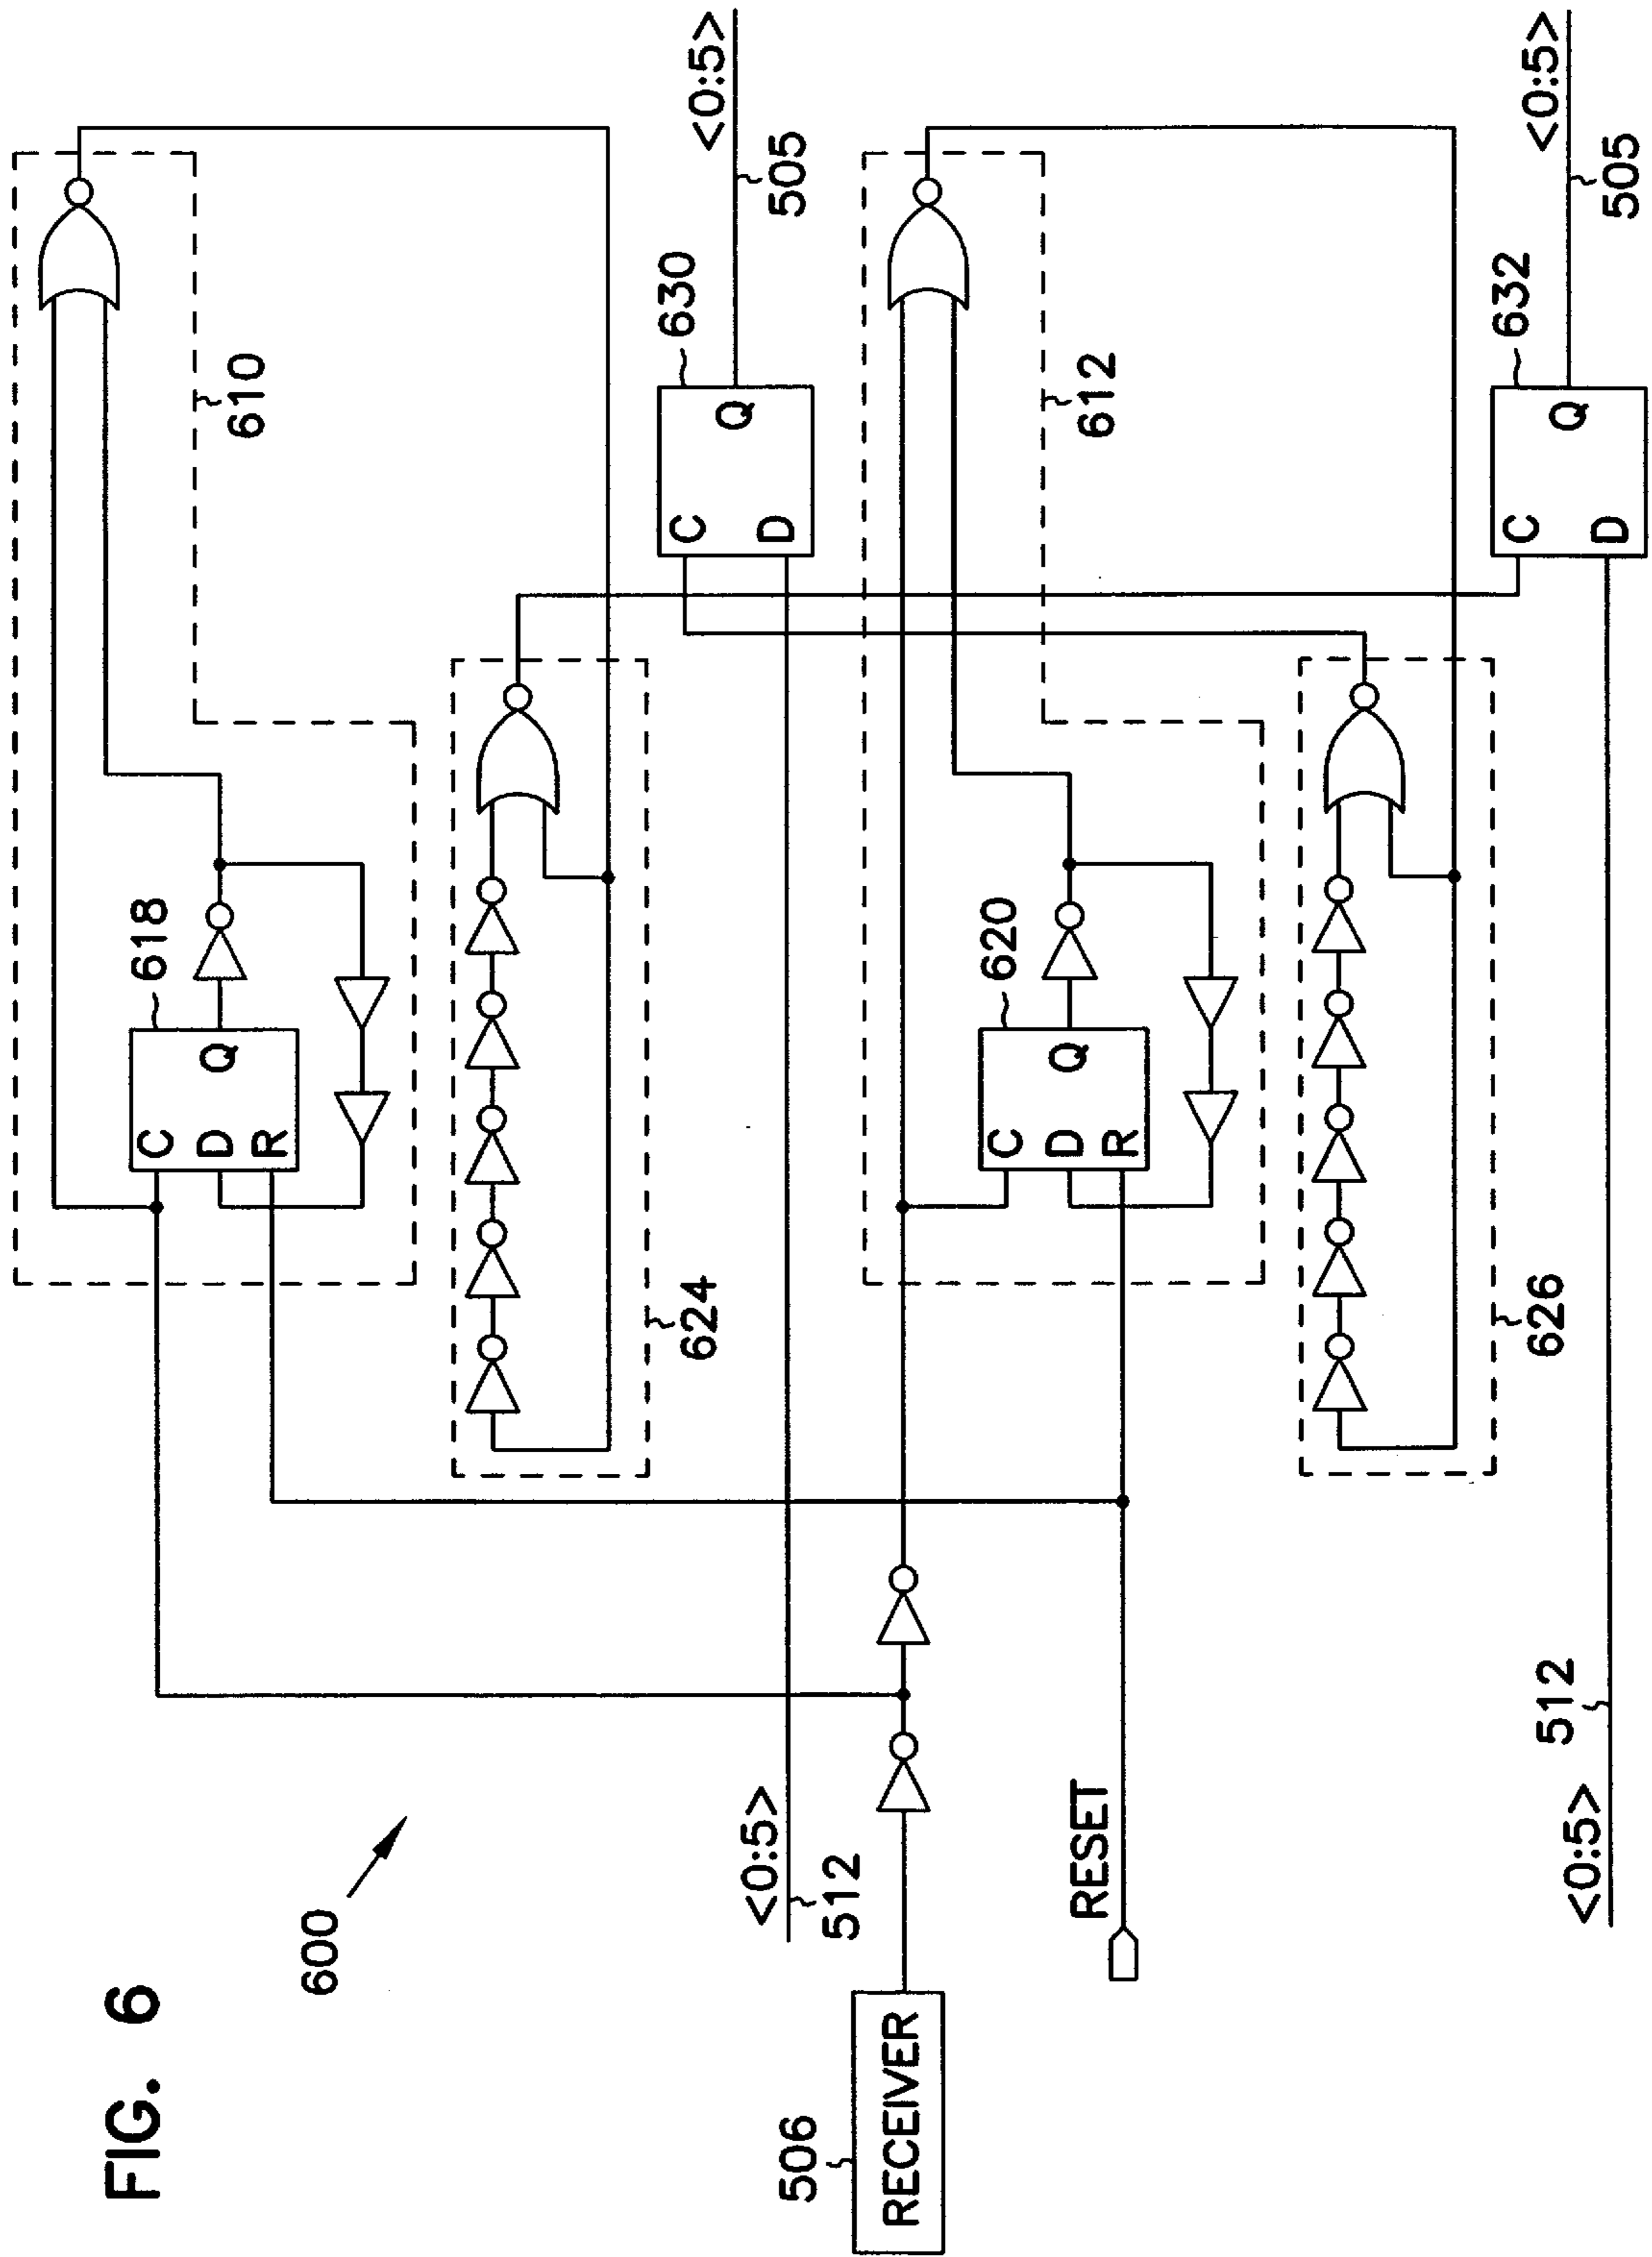 FIG. 6
600
610
618
C
D
R
Q
624
630
C
D
Q
<0:5>
505
<0:5>
512
506
RECEIVER
RESET
612
620
C
D
R
Q
626
632
C
D
Q
<0:5>
505
<0:5>
512